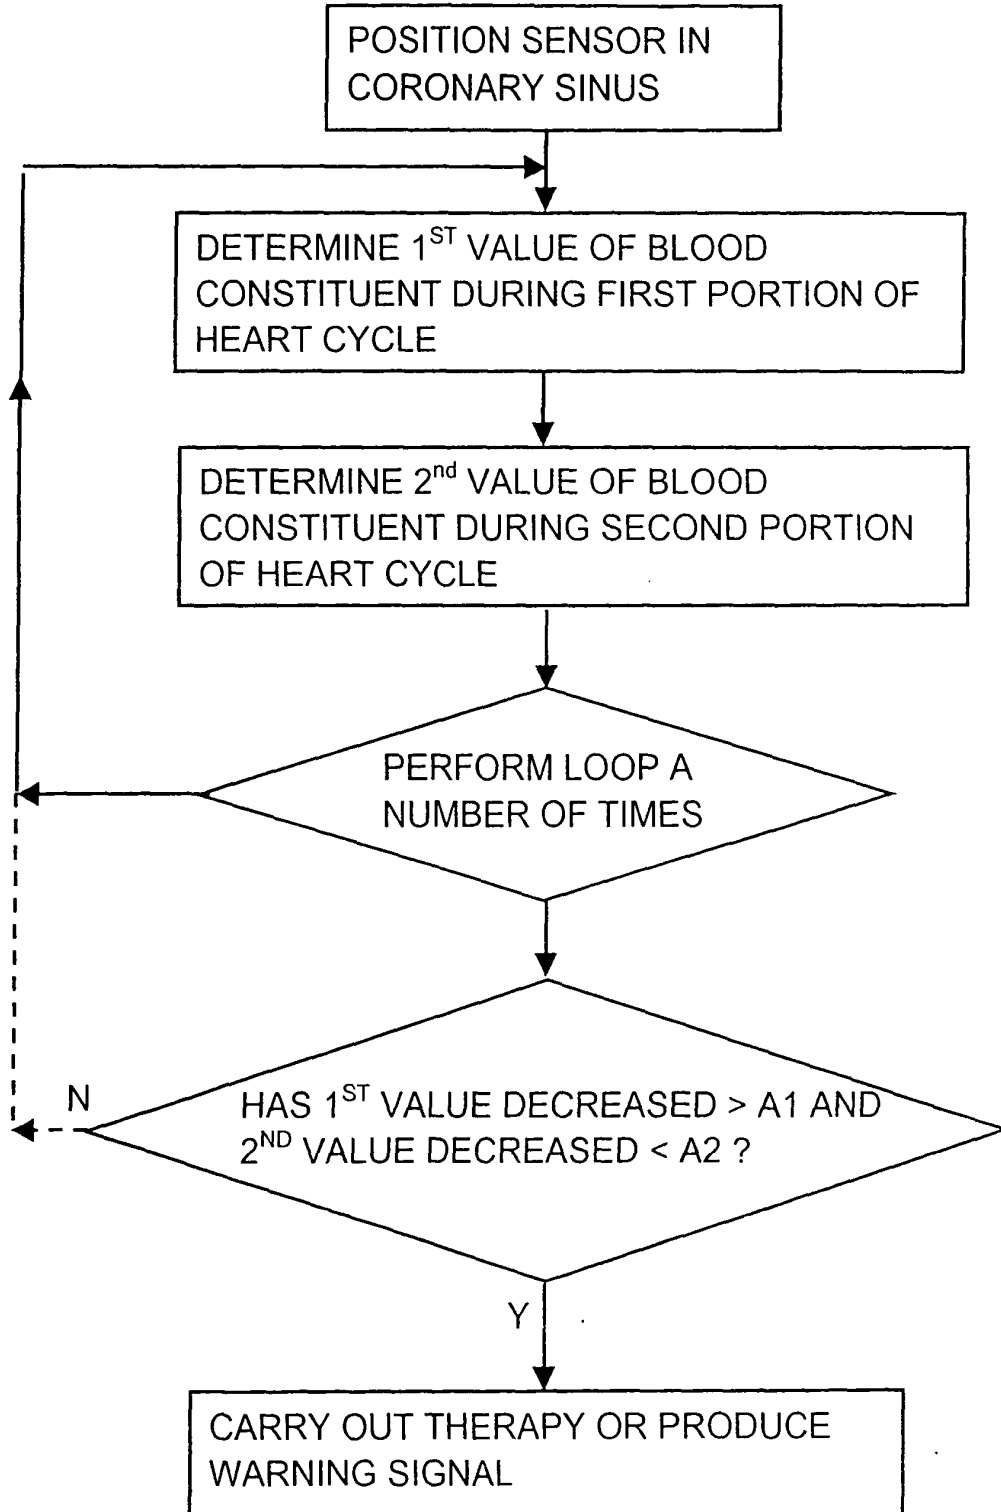 POSITION SENSOR IN
CORONARY SINUS
DETERMINE 1ST VALUE OF BLOOD
CONSTITUENT DURING FIRST PORTION OF
HEART CYCLE
DETERMINE 2nd VALUE OF BLOOD
CONSTITUENT DURING SECOND PORTION
OF HEART CYCLE
PERFORM LOOP A
NUMBER OF TIMES
N
HAS 1ST VALUE DECREASED > A1 AND
2ND VALUE DECREASED < A2 ?
Y
CARRY OUT THERAPY OR PRODUCE
WARNING SIGNAL